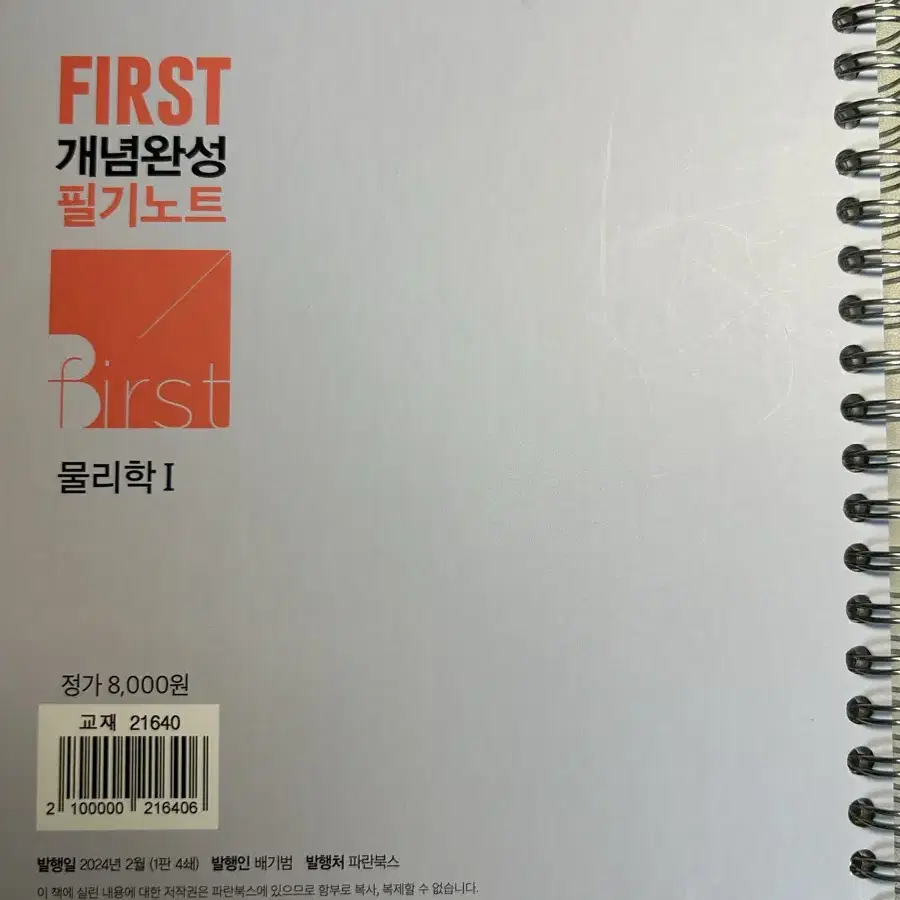 FIRST
개념완성
필기노트
first
물리학 I
정가 8,000원
교재 21640
2 100000 216406
발행일 2024년 2월 (1판 4쇄) 발행인 배기범 발행처 파란북스
이 책에 실린 내용에 대한 저작권은 파란북스에 있으므로 함부로 복사, 복제할 수 없습니다.